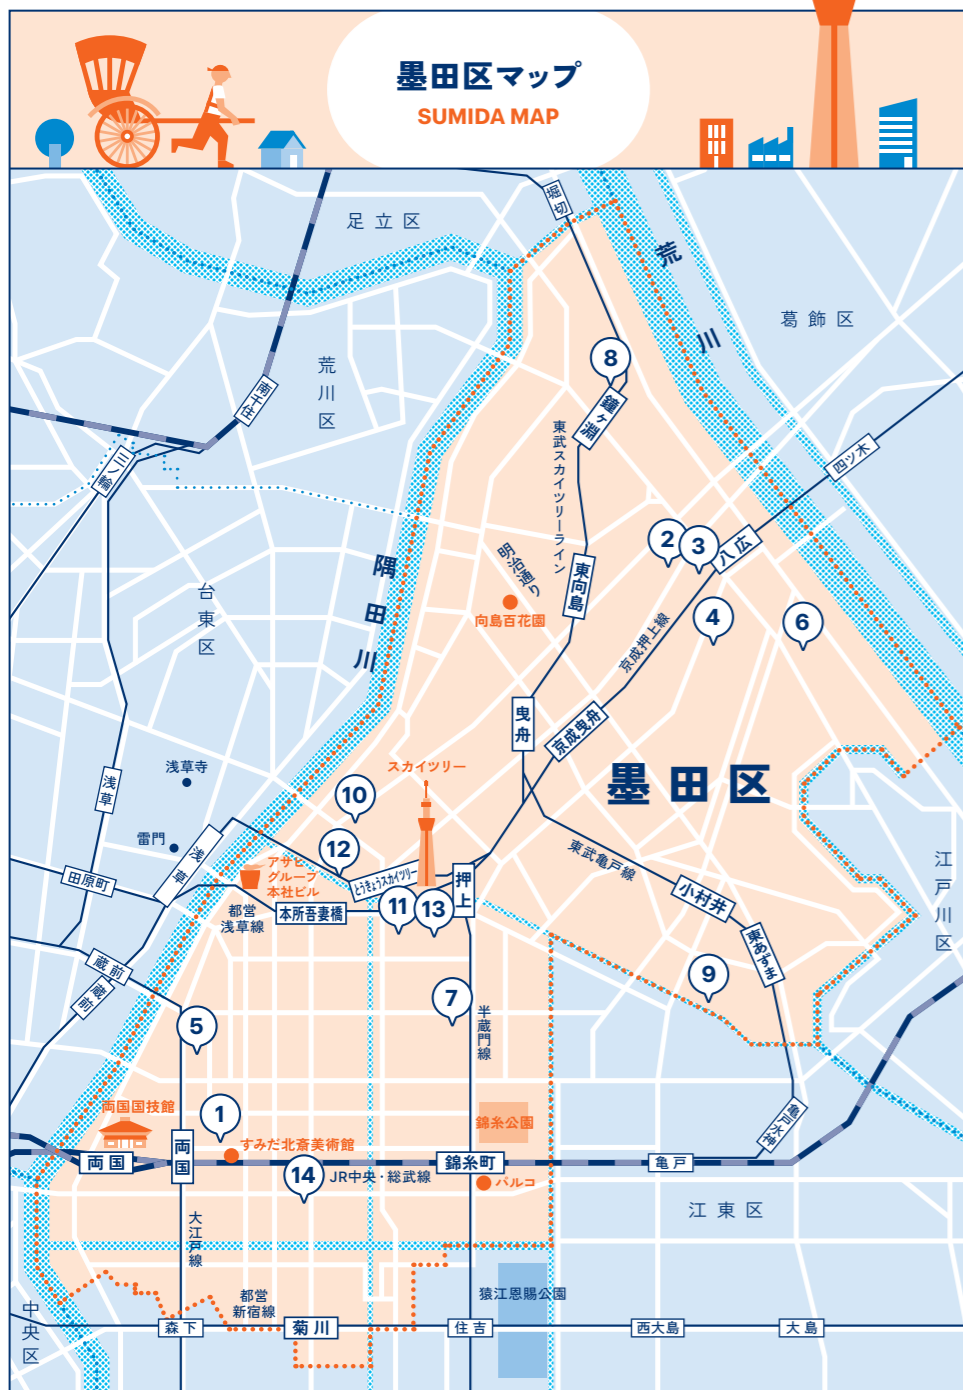 墨田区マップ
SUMIDA MAP
堀切
足立区
荒川
葛飾区
荒川区
南千住
8
鐘ヶ淵
三ノ輪
東武スカイツリーライン
四ツ木
2
3
八広
明治通り
東向島
隅田川
台東区
向島百花園
4
6
京成押上線
曳舟
京成曳舟
浅草寺
スカイツリー
墨田区
浅草
10
雷門
浅草
12
アサヒ
グループ
本社ビル
とうきょうスカイツリー
押上
東武亀戸線
小村井
江戸川区
田原町
都営
浅草線
本所吾妻橋
11
13
東あずま
蔵前
蔵前
9
7
5
半蔵門線
両国国技館
1
錦糸公園
亀戸水神
すみだ北斎美術館
両国
両国
錦糸町
亀戸
14
JR中央・総武線
パルコ
江東区
大江戸線
都営
新宿線
猿江恩賜公園
中央区
森下
菊川
住吉
西大島
大島